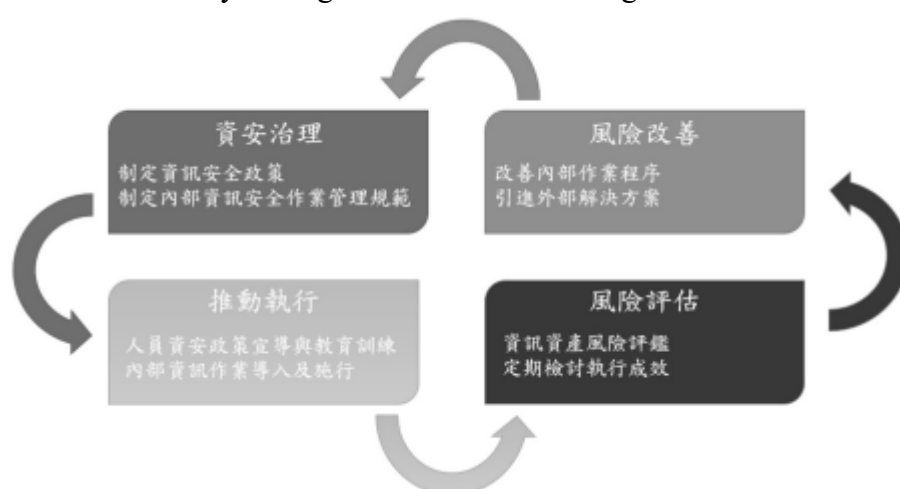 資安治理
制定資訊安全政策
制定內部資訊安全作業管理規範
風險改善
改善內部作業程序
引進外部解決方案
推動執行
人員資安政策宣導與教育訓練
內部資訊作業導入及施行
風險評估
資訊資產風險評鑑
定期檢討執行成效